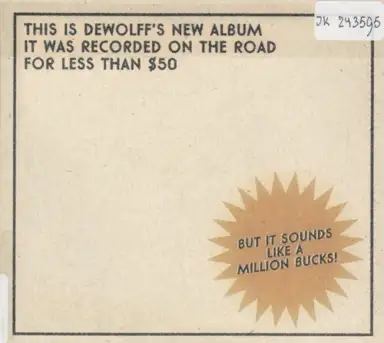 JK 243595
THIS IS DEWOLFF'S NEW ALBUM
IT WAS RECORDED ON THE ROAD
FOR LESS THAN $50
BUT IT SOUNDS
LIKE A
MILLION BUCKS!